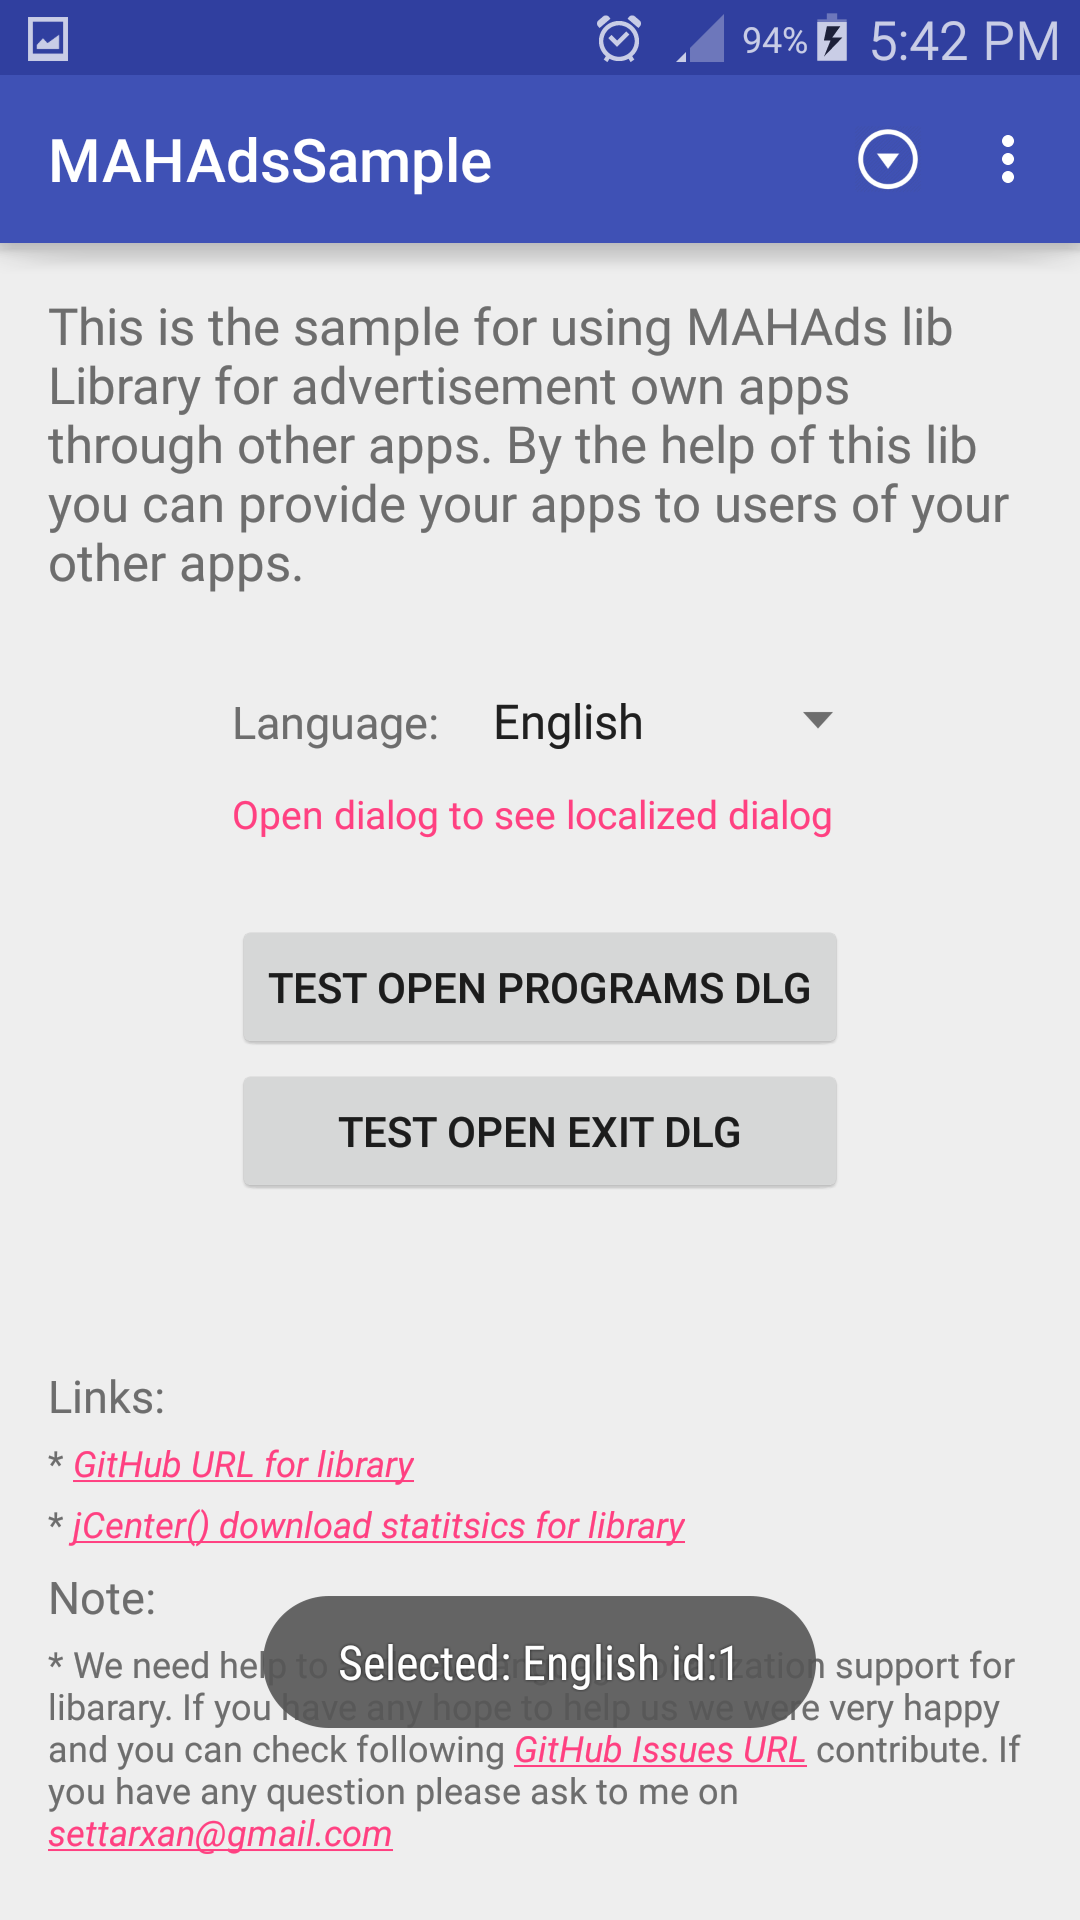 94% 5:42 PM
MAHAdsSample
This is the sample for using MAHAds lib
Library for advertisement own apps
through other apps. By the help of this lib
you can provide your apps to users of your
other apps.
Language: English
Open dialog to see localized dialog
TEST OPEN PROGRAMS DLG
TEST OPEN EXIT DLG
Links:
* GitHub URL for library
* jCenter() download statitsics for library
Note:
* We need help to support for
libarary. If you have any hope to help us we were very happy
Selected: English id:1
and you can check following GitHub Issues URL contribute. If
you have any question please ask to me on
settarxan@gmail.com